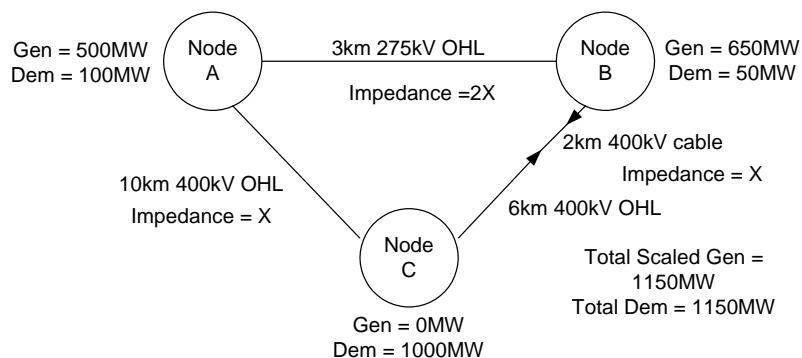 Node
A
Gen = 500MW
Dem = 100MW
3km 275kV OHL
Impedance =2X
Node
B
Gen = 650MW
Dem = 50MW
2km 400kV cable
Impedance = X
10km 400kV OHL
Impedance = X
6km 400kV OHL
Node
C
Gen = 0MW
Dem = 1000MW
Total Scaled Gen =
1150MW
Total Dem = 1150MW